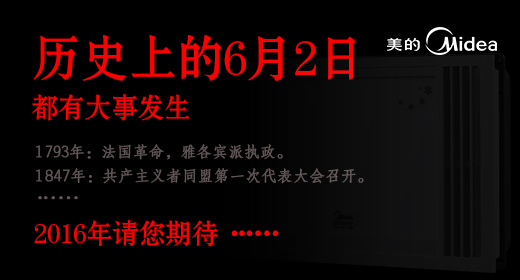 历史上的6月2日
美的 Midea
都有大事发生
1793年：法国革命，雅各宾派执政。
1847年：共产主义者同盟第一次代表大会召开。
……
2016年请您期待 ……